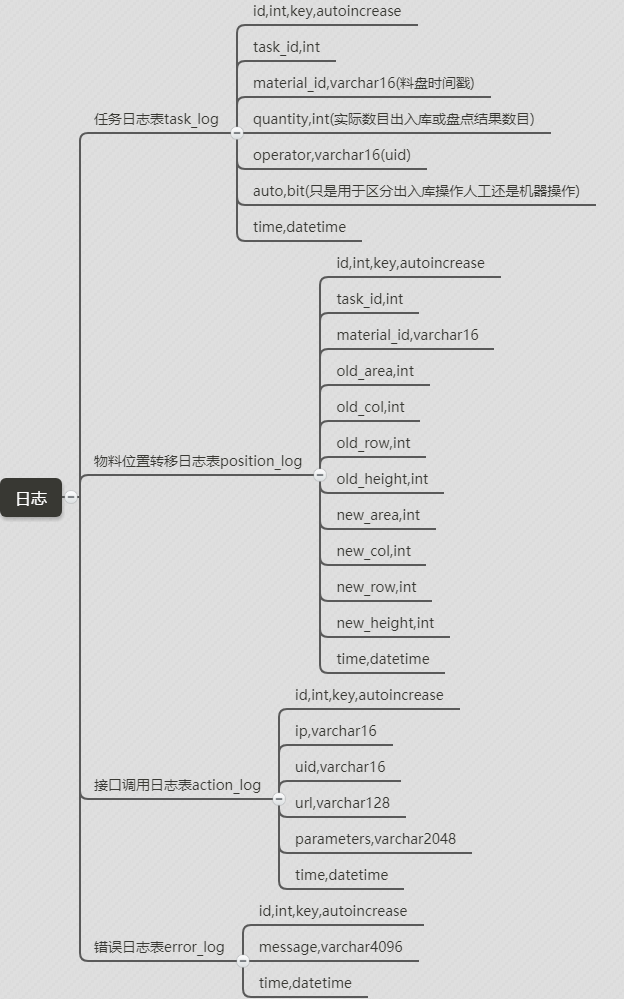 日志
任务日志表task_log
id,int,key,autoincrease
task_id,int
material_id,varchar16(料盘时间戳)
quantity,int(实际数目出入库或盘点结果数目)
operator,varchar16(uid)
auto,bit(只是用于区分出入库操作人工还是机器操作)
time,datetime
物料位置转移日志表position_log
id,int,key,autoincrease
task_id,int
material_id,varchar16
old_area,int
old_col,int
old_row,int
old_height,int
new_area,int
new_col,int
new_row,int
new_height,int
time,datetime
接口调用日志表action_log
id,int,key,autoincrease
ip,varchar16
uid,varchar16
url,varchar128
parameters,varchar2048
time,datetime
错误日志表error_log
id,int,key,autoincrease
message,varchar4096
time,datetime